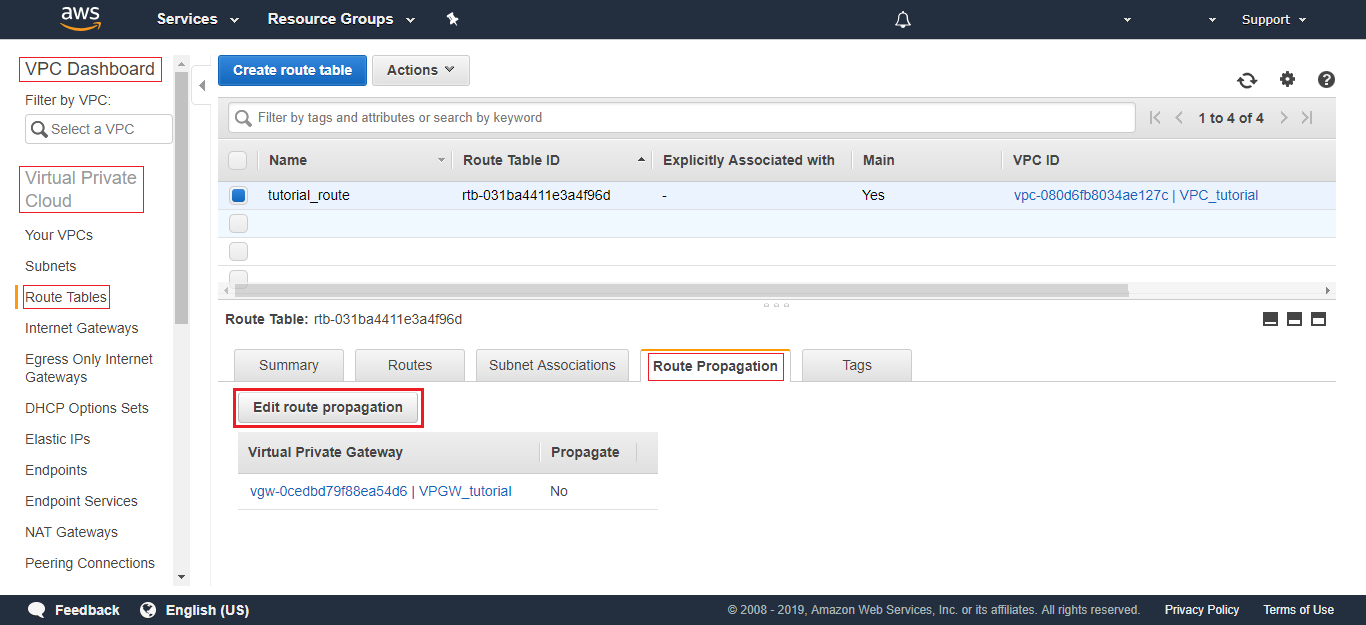 aws Services Resource Groups Support
VPC Dashboard
Filter by VPC:
Select a VPC
Virtual Private
Cloud
Your VPCs
Subnets
Route Tables
Internet Gateways
Egress Only Internet
Gateways
DHCP Options Sets
Elastic IPs
Endpoints
Endpoint Services
NAT Gateways
Peering Connections
Create route table Actions
Filter by tags and attributes or search by keyword 1 to 4 of 4
Name Route Table ID Explicitly Associated with Main VPC ID
tutorial_route rtb-031ba4411e3a4f96d - Yes vpc-080d6fb8034ae127c | VPC_tutorial
Route Table: rtb-031ba4411e3a4f96d
Summary Routes Subnet Associations Route Propagation Tags
Edit route propagation
Virtual Private Gateway Propagate
vgw-0cedbd79f88ea54d6 | VPGW_tutorial No
Feedback English (US) © 2008 - 2019, Amazon Web Services, Inc. or its affiliates. All rights reserved. Privacy Policy Terms of Use